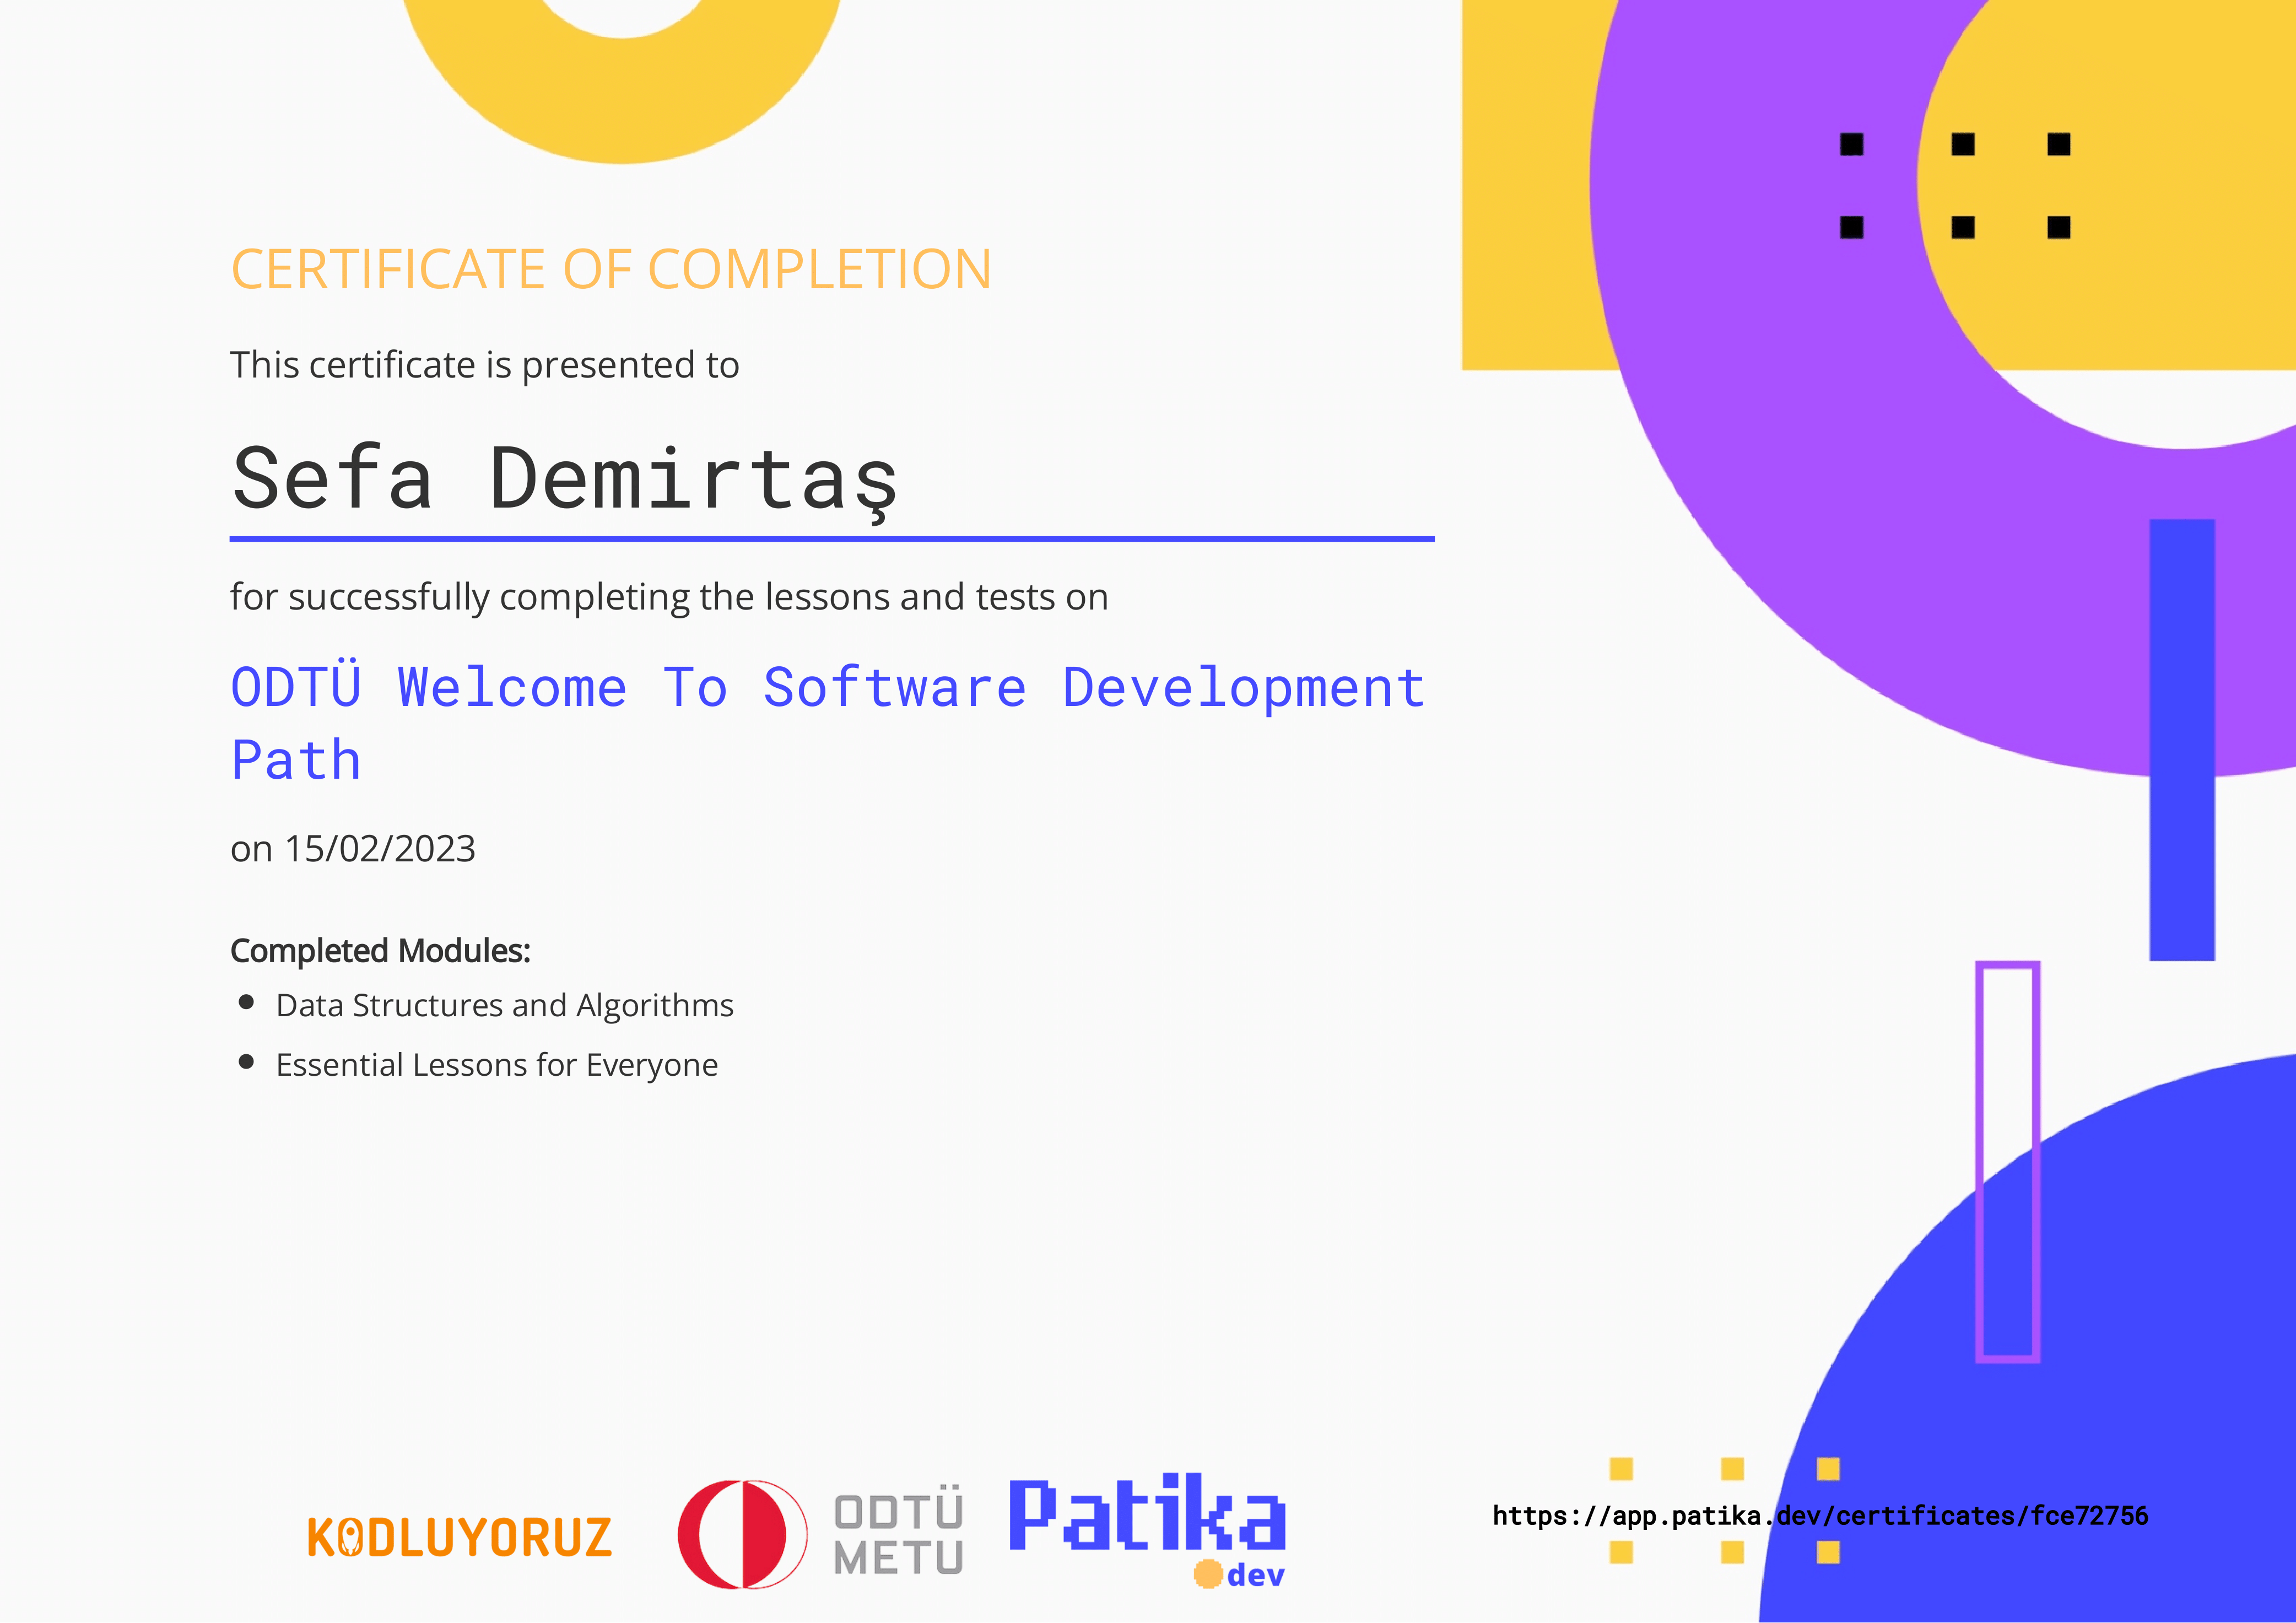 CERTIFICATE OF COMPLETION
This certificate is presented to
Sefa Demirtaş
for successfully completing the lessons and tests on
ODTÜ Welcome To Software Development
Path
on 15/02/2023
Completed Modules:
Data Structures and Algorithms
Essential Lessons for Everyone
KODLUYORUZ
ODTÜ
METU
Patika
dev
https://app.patika.dev/certificates/fce72756